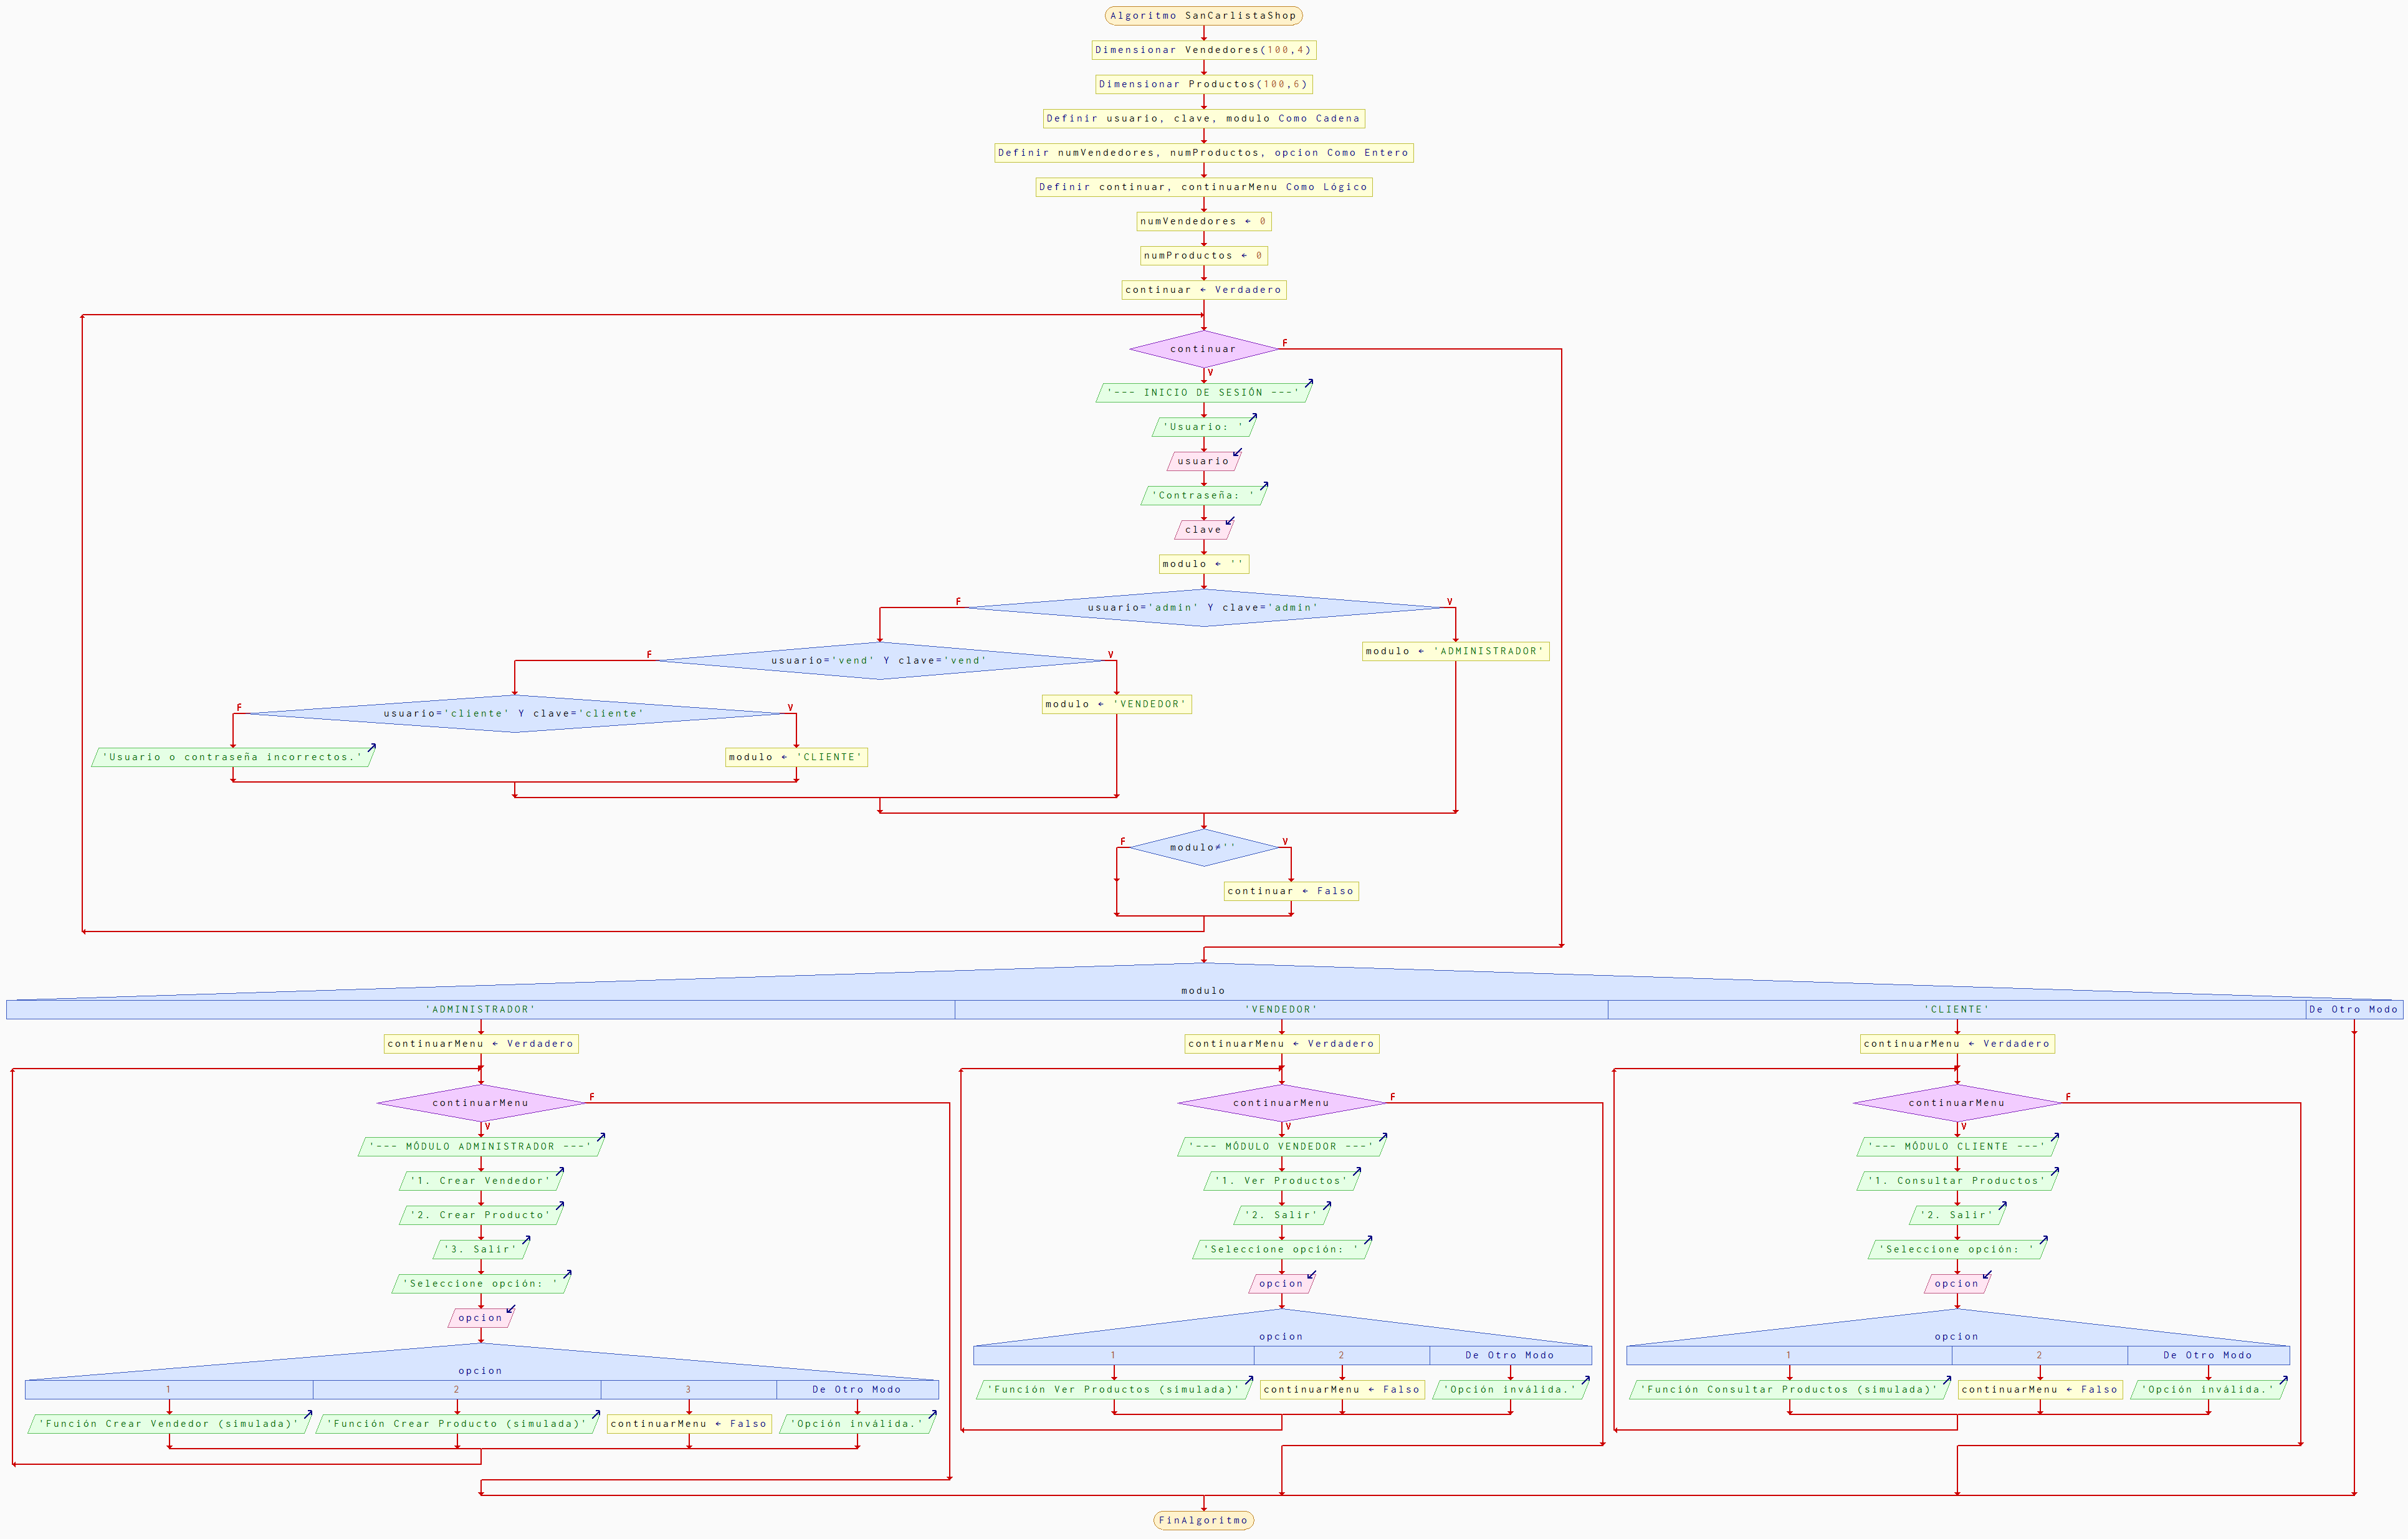 Algoritmo SanCarlistaShop
Dimensionar Vendedores(100,4)
Dimensionar Productos(100,6)
Definir usuario, clave, modulo Como Cadena
Definir numVendedores, numProductos, opcion Como Entero
Definir continuar, continuarMenu Como Lógico
numVendedores ← 0
numProductos ← 0
continuar ← Verdadero
continuar
F
V
'--- INICIO DE SESIÓN ---'
'Usuario: '
usuario
'Contraseña: '
clave
modulo ← ''
F
usuario='admin' Y clave='admin'
V
modulo ← 'ADMINISTRADOR'
F
usuario='vend' Y clave='vend'
V
modulo ← 'VENDEDOR'
F
usuario='cliente' Y clave='cliente'
V
'Usuario o contraseña incorrectos.'
modulo ← 'CLIENTE'
F
modulo≠''
V
continuar ← Falso
modulo
'ADMINISTRADOR'
'VENDEDOR'
'CLIENTE'
De Otro Modo
continuarMenu ← Verdadero
continuarMenu
F
V
'--- MÓDULO ADMINISTRADOR ---'
'1. Crear Vendedor'
'2. Crear Producto'
'3. Salir'
'Seleccione opción: '
opcion
opcion
1
2
3
De Otro Modo
'Función Crear Vendedor (simulada)'
'Función Crear Producto (simulada)'
continuarMenu ← Falso
'Opción inválida.'
continuarMenu ← Verdadero
continuarMenu
F
V
'--- MÓDULO VENDEDOR ---'
'1. Ver Productos'
'2. Salir'
'Seleccione opción: '
opcion
opcion
1
2
De Otro Modo
'Función Ver Productos (simulada)'
continuarMenu ← Falso
'Opción inválida.'
continuarMenu ← Verdadero
continuarMenu
F
V
'--- MÓDULO CLIENTE ---'
'1. Consultar Productos'
'2. Salir'
'Seleccione opción: '
opcion
opcion
1
2
De Otro Modo
'Función Consultar Productos (simulada)'
continuarMenu ← Falso
'Opción inválida.'
FinAlgoritmo